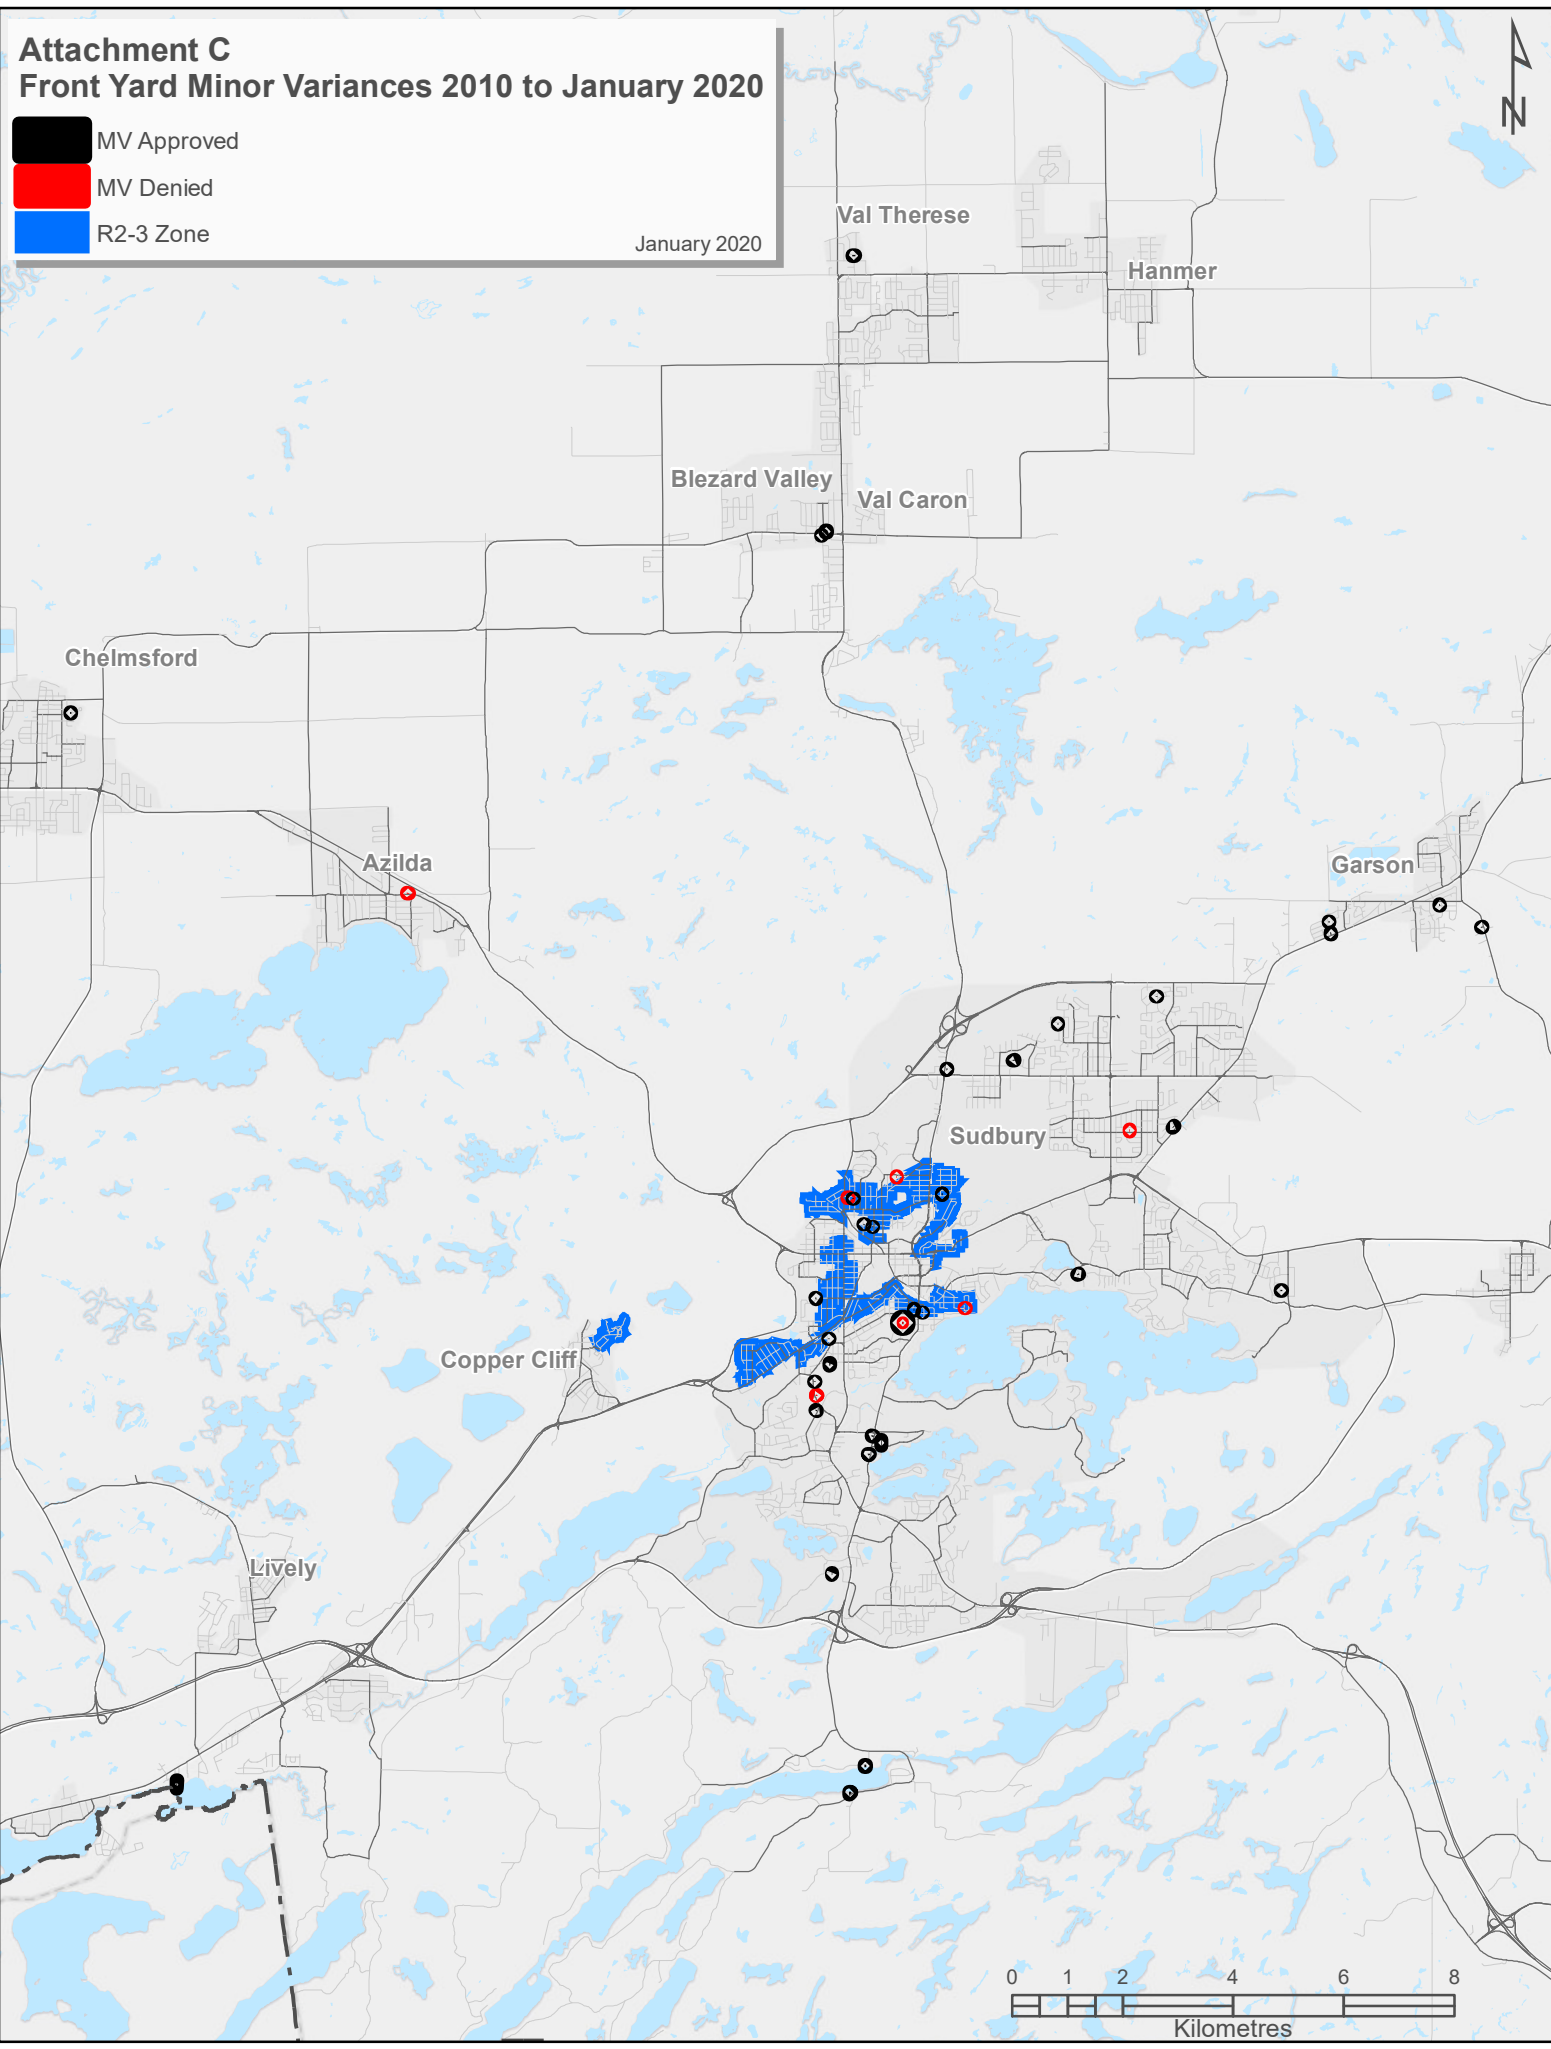 Attachment C
Front Yard Minor Variances 2010 to January 2020
MV Approved
MV Denied
R2-3 Zone
January 2020
N
Val Therese
Hanmer
Blezard Valley
Val Caron
Chelmsford
Azilda
Garson
Sudbury
Copper Cliff
Lively
0 1 2 4 6 8
Kilometres